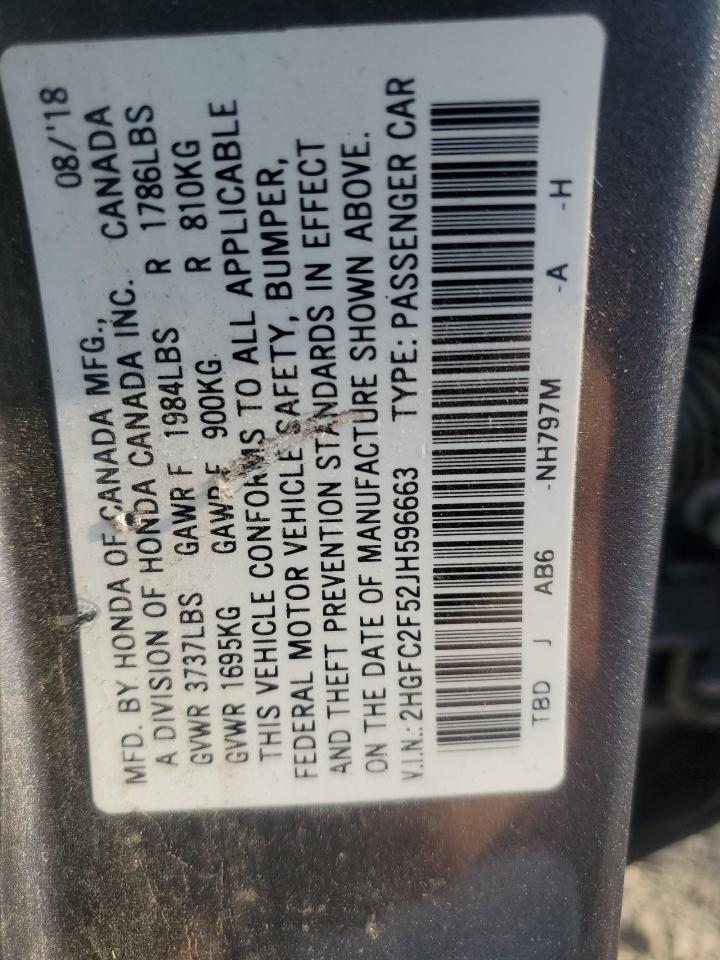 08/'18
MFD. BY HONDA OF CANADA MFG.,
A DIVISION OF HONDA CANADA INC. CANADA
GVWR 3737LBS GAWR F 1984LBS R 1786LBS
GVWR 1695KG GAWR F 900KG R 810KG
THIS VEHICLE CONFORMS TO ALL APPLICABLE
FEDERAL MOTOR VEHICLE SAFETY, BUMPER,
AND THEFT PREVENTION STANDARDS IN EFFECT
ON THE DATE OF MANUFACTURE SHOWN ABOVE.
V.I.N.: 2HGFC2F52JH596663 TYPE: PASSENGER CAR
TBD J AB6 -NH797M -A -H